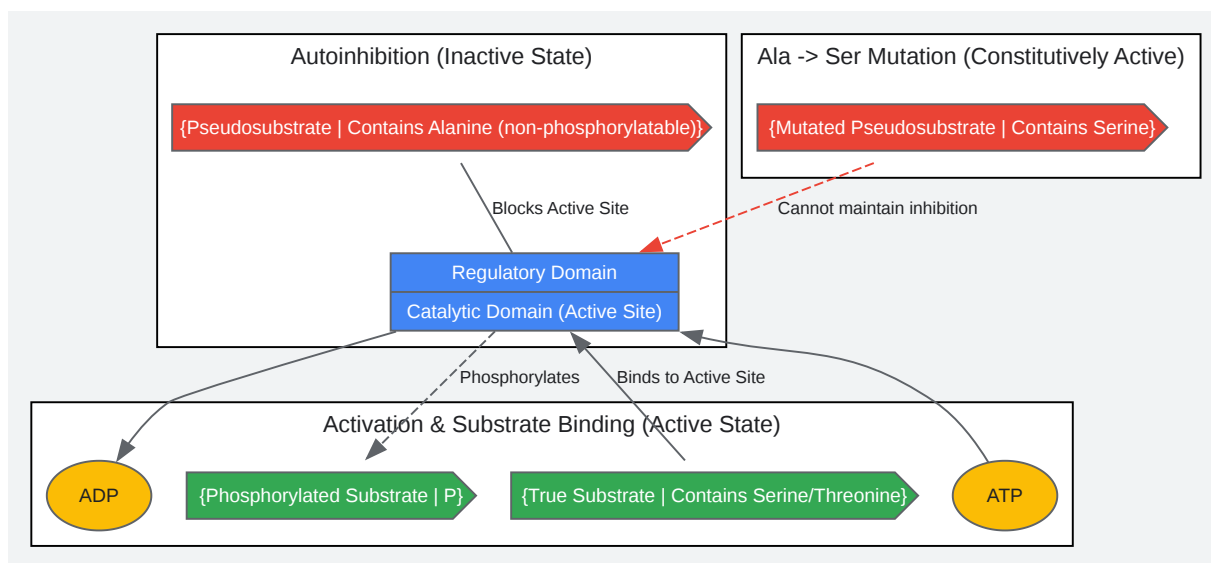 Autoinhibition (Inactive State)
Ala -> Ser Mutation (Constitutively Active)
{Pseudosubstrate | Contains Alanine (non-phosphorylatable)}
{Mutated Pseudosubstrate | Contains Serine}
Blocks Active Site
Cannot maintain inhibition
Regulatory Domain
Catalytic Domain (Active Site)
Phosphorylates
Binds to Active Site
Activation & Substrate Binding (Active State)
ADP
{Phosphorylated Substrate | P}
{True Substrate | Contains Serine/Threonine}
ATP